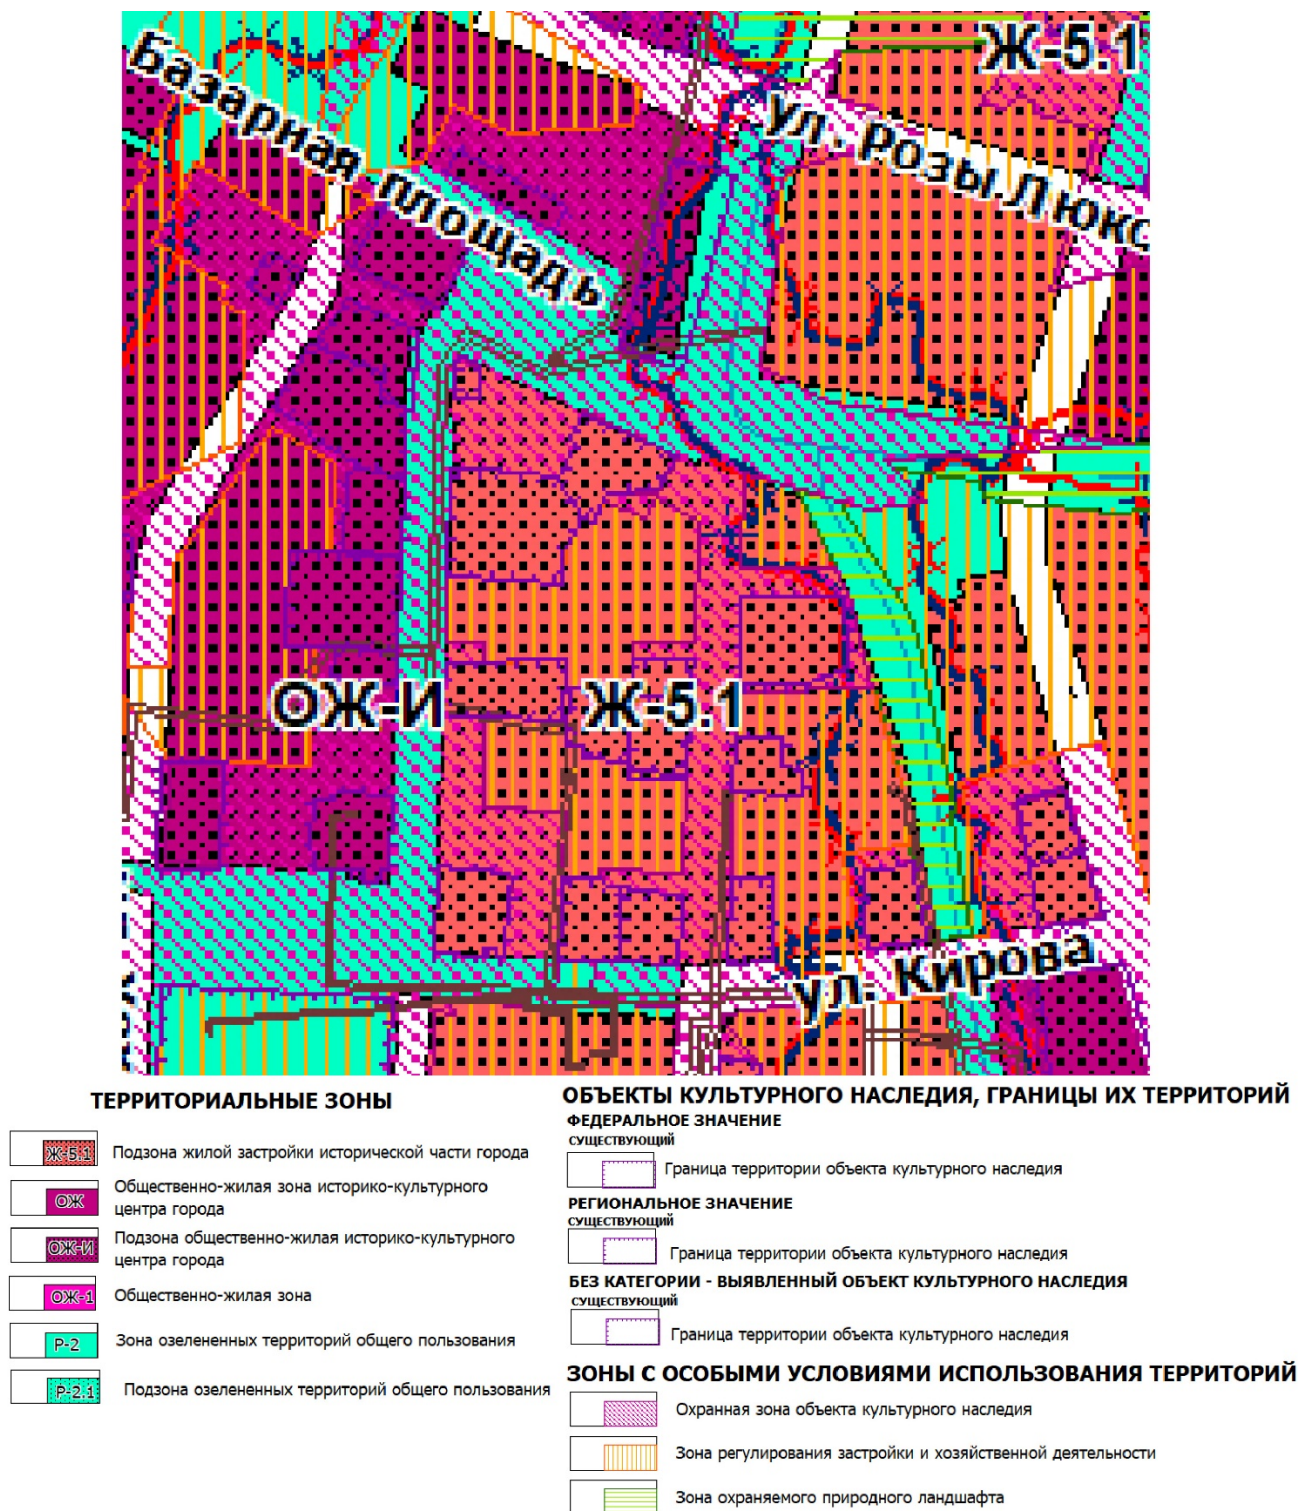 Базарная площадь
Ж-5.1
ул. Розы Люкс
ОЖ-И
Ж-5.1
ул. Кирова
ТЕРРИТОРИАЛЬНЫЕ ЗОНЫ
Ж-5.1 Подзона жилой застройки исторической части города
ОЖ Общественно-жилая зона историко-культурного
центра города
ОЖ-И Подзона общественно-жилая историко-культурного
центра города
ОЖ-1 Общественно-жилая зона
Р-2 Зона озелененных территорий общего пользования
Р-2.1 Подзона озелененных территорий общего пользования
ОБЪЕКТЫ КУЛЬТУРНОГО НАСЛЕДИЯ, ГРАНИЦЫ ИХ ТЕРРИТОРИЙ
ФЕДЕРАЛЬНОЕ ЗНАЧЕНИЕ
СУЩЕСТВУЮЩИЙ
Граница территории объекта культурного наследия
РЕГИОНАЛЬНОЕ ЗНАЧЕНИЕ
СУЩЕСТВУЮЩИЙ
Граница территории объекта культурного наследия
БЕЗ КАТЕГОРИИ - ВЫЯВЛЕННЫЙ ОБЪЕКТ КУЛЬТУРНОГО НАСЛЕДИЯ
СУЩЕСТВУЮЩИЙ
Граница территории объекта культурного наследия
ЗОНЫ С ОСОБЫМИ УСЛОВИЯМИ ИСПОЛЬЗОВАНИЯ ТЕРРИТОРИЙ
Охранная зона объекта культурного наследия
Зона регулирования застройки и хозяйственной деятельности
Зона охраняемого природного ландшафта